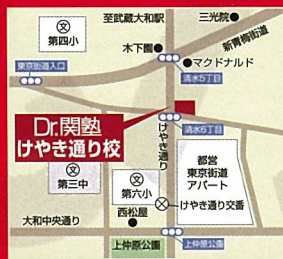 至武蔵大和駅
三光院
文
第四小
木下園
新青梅街道
マクドナルド
東京街道入口
清水5丁目
Dr.関塾
けやき通り校
清水6丁目
けやき通り
都営
東京街道
アパート
文
第三中
文
第六小
けやき通り交番
大和中央通り
西松屋
上仲原公園
上仲原公園